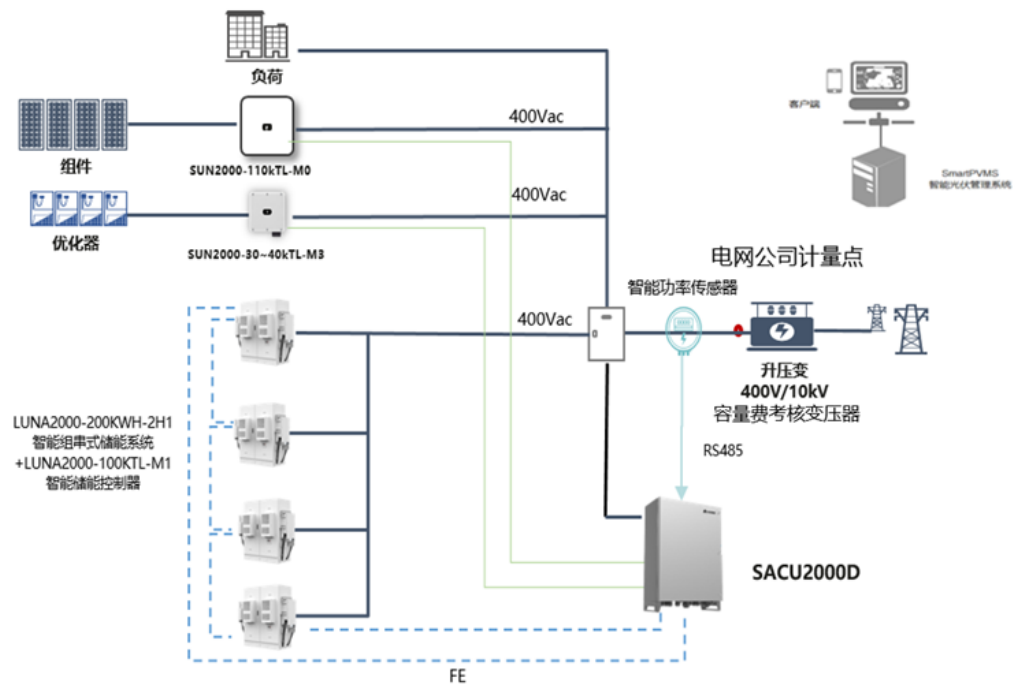 负荷
400Vac
组件
SUN2000-110kTL-M0
400Vac
优化器
SUN2000-30~40kTL-M3
客户端
SmartPVMS
智能光伏管理系统
电网公司计量点
智能功率传感器
400Vac
升压变
400V/10kV
容量费考核变压器
LUNA2000-200KWH-2H1
智能组串式储能系统
+LUNA2000-100KTL-M1
智能储能控制器
RS485
SACU2000D
FE